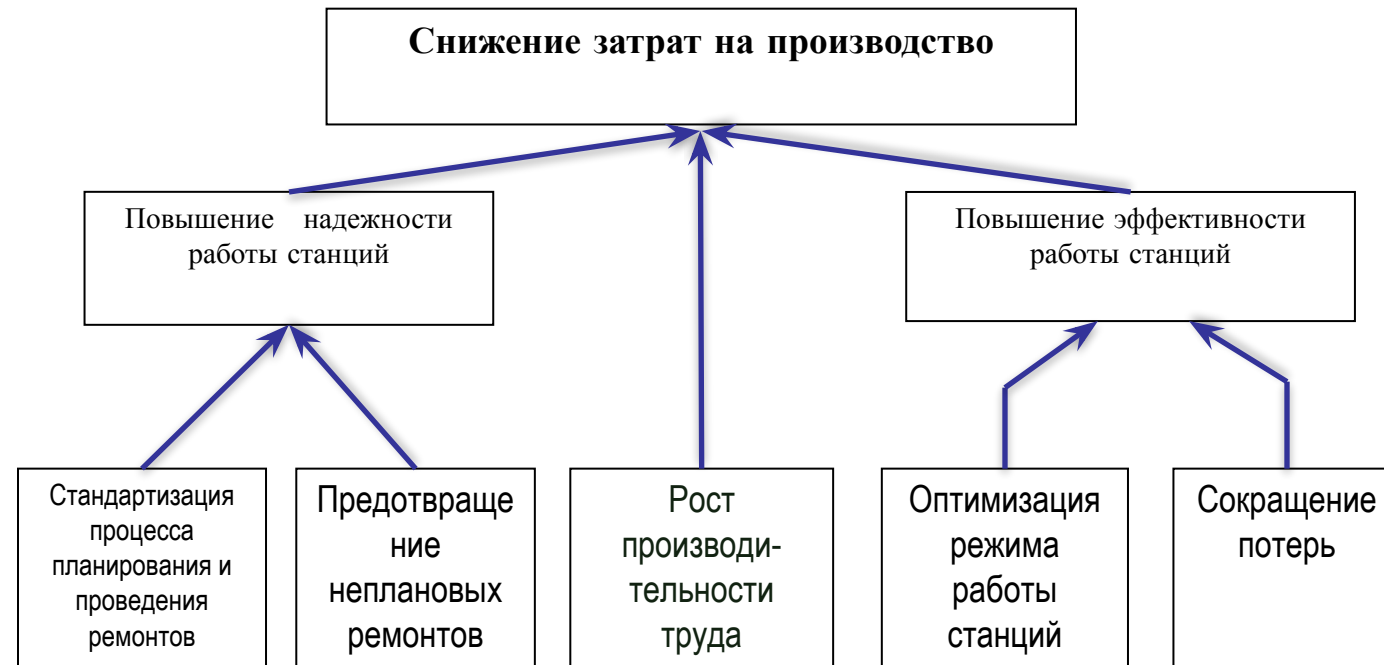 Снижение затрат на производство
Повышение надежности
работы станций
Повышение эффективности
работы станций
Стандартизация
процесса
планирования и
проведения
ремонтов
Предотвраще
ние
неплановых
ремонтов
Рост
производи-
тельности
труда
Оптимизация
режима
работы
станций
Сокращение
потерь